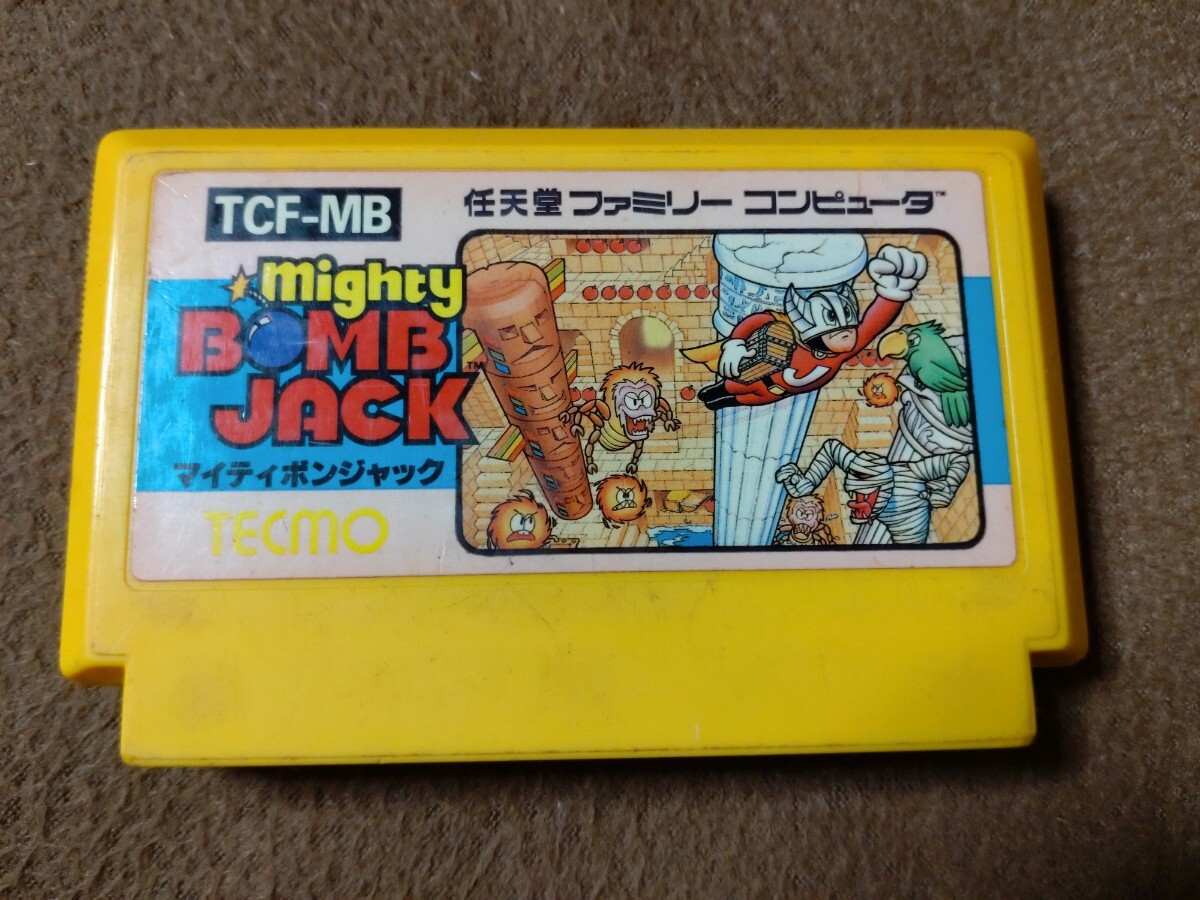 TCF-MB
任天堂 ファミリー コンピュータ™
mighty
BOMB
JACK™
マイティボンジャック
TECMO